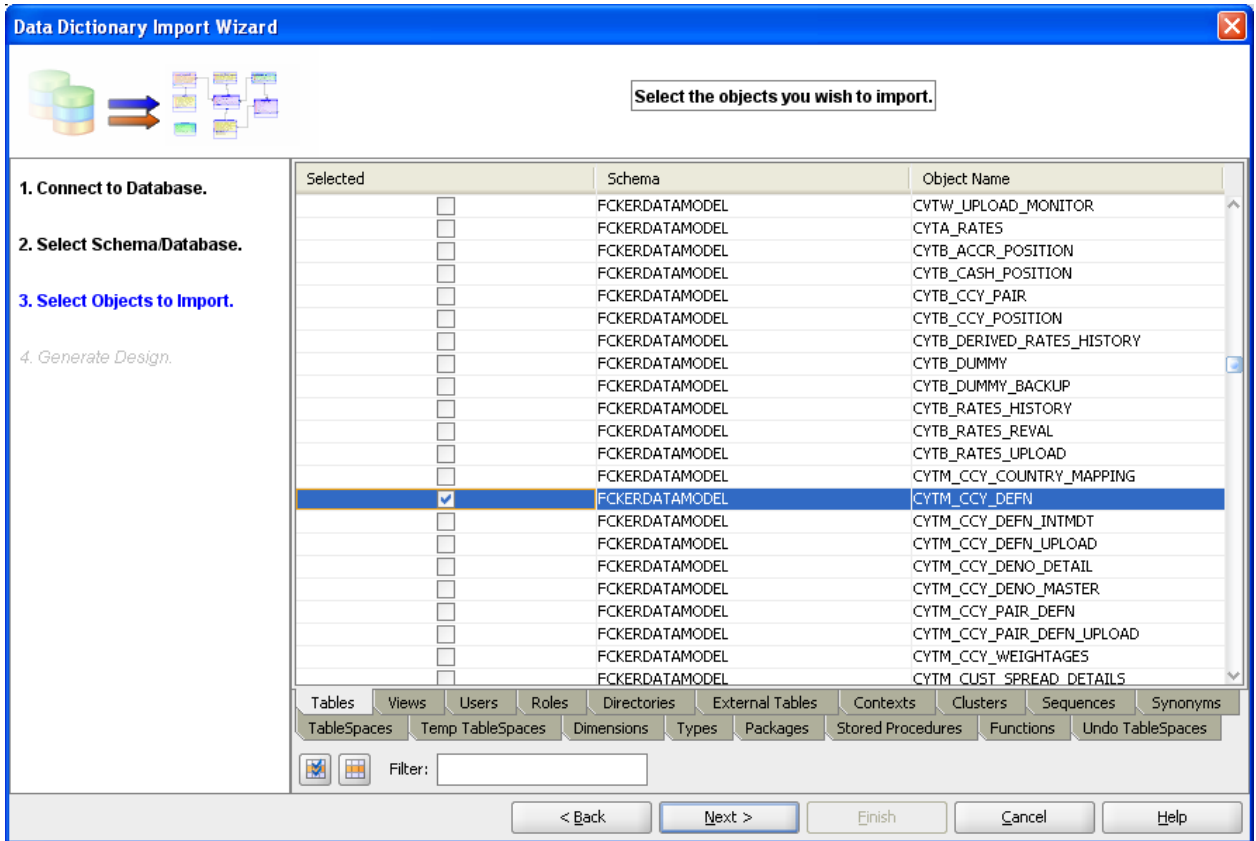 Data Dictionary Import Wizard
Select the objects you wish to import.
1. Connect to Database.
2. Select Schema/Database.
3. Select Objects to Import.
4. Generate Design.
Selected Schema Object Name
FCKERDATAMODEL CVTW_UPLOAD_MONITOR
FCKERDATAMODEL CYTA_RATES
FCKERDATAMODEL CYTB_ACCR_POSITION
FCKERDATAMODEL CYTB_CASH_POSITION
FCKERDATAMODEL CYTB_CCY_PAIR
FCKERDATAMODEL CYTB_CCY_POSITION
FCKERDATAMODEL CYTB_DERIVED_RATES_HISTORY
FCKERDATAMODEL CYTB_DUMMY
FCKERDATAMODEL CYTB_DUMMY_BACKUP
FCKERDATAMODEL CYTB_RATES_HISTORY
FCKERDATAMODEL CYTB_RATES_REVAL
FCKERDATAMODEL CYTB_RATES_UPLOAD
FCKERDATAMODEL CYTM_CCY_COUNTRY_MAPPING
FCKERDATAMODEL CYTM_CCY_DEFN
FCKERDATAMODEL CYTM_CCY_DEFN_INTMDT
FCKERDATAMODEL CYTM_CCY_DEFN_UPLOAD
FCKERDATAMODEL CYTM_CCY_DENO_DETAIL
FCKERDATAMODEL CYTM_CCY_DENO_MASTER
FCKERDATAMODEL CYTM_CCY_PAIR_DEFN
FCKERDATAMODEL CYTM_CCY_PAIR_DEFN_UPLOAD
FCKERDATAMODEL CYTM_CCY_WEIGHTAGES
FCKERDATAMODEL CYTM_CUST_SPREAD_DETAILS
Tables Views Users Roles Directories External Tables Contexts Clusters Sequences Synonyms
TableSpaces Temp TableSpaces Dimensions Types Packages Stored Procedures Functions Undo TableSpaces
Filter:
< Back Next > Finish Cancel Help